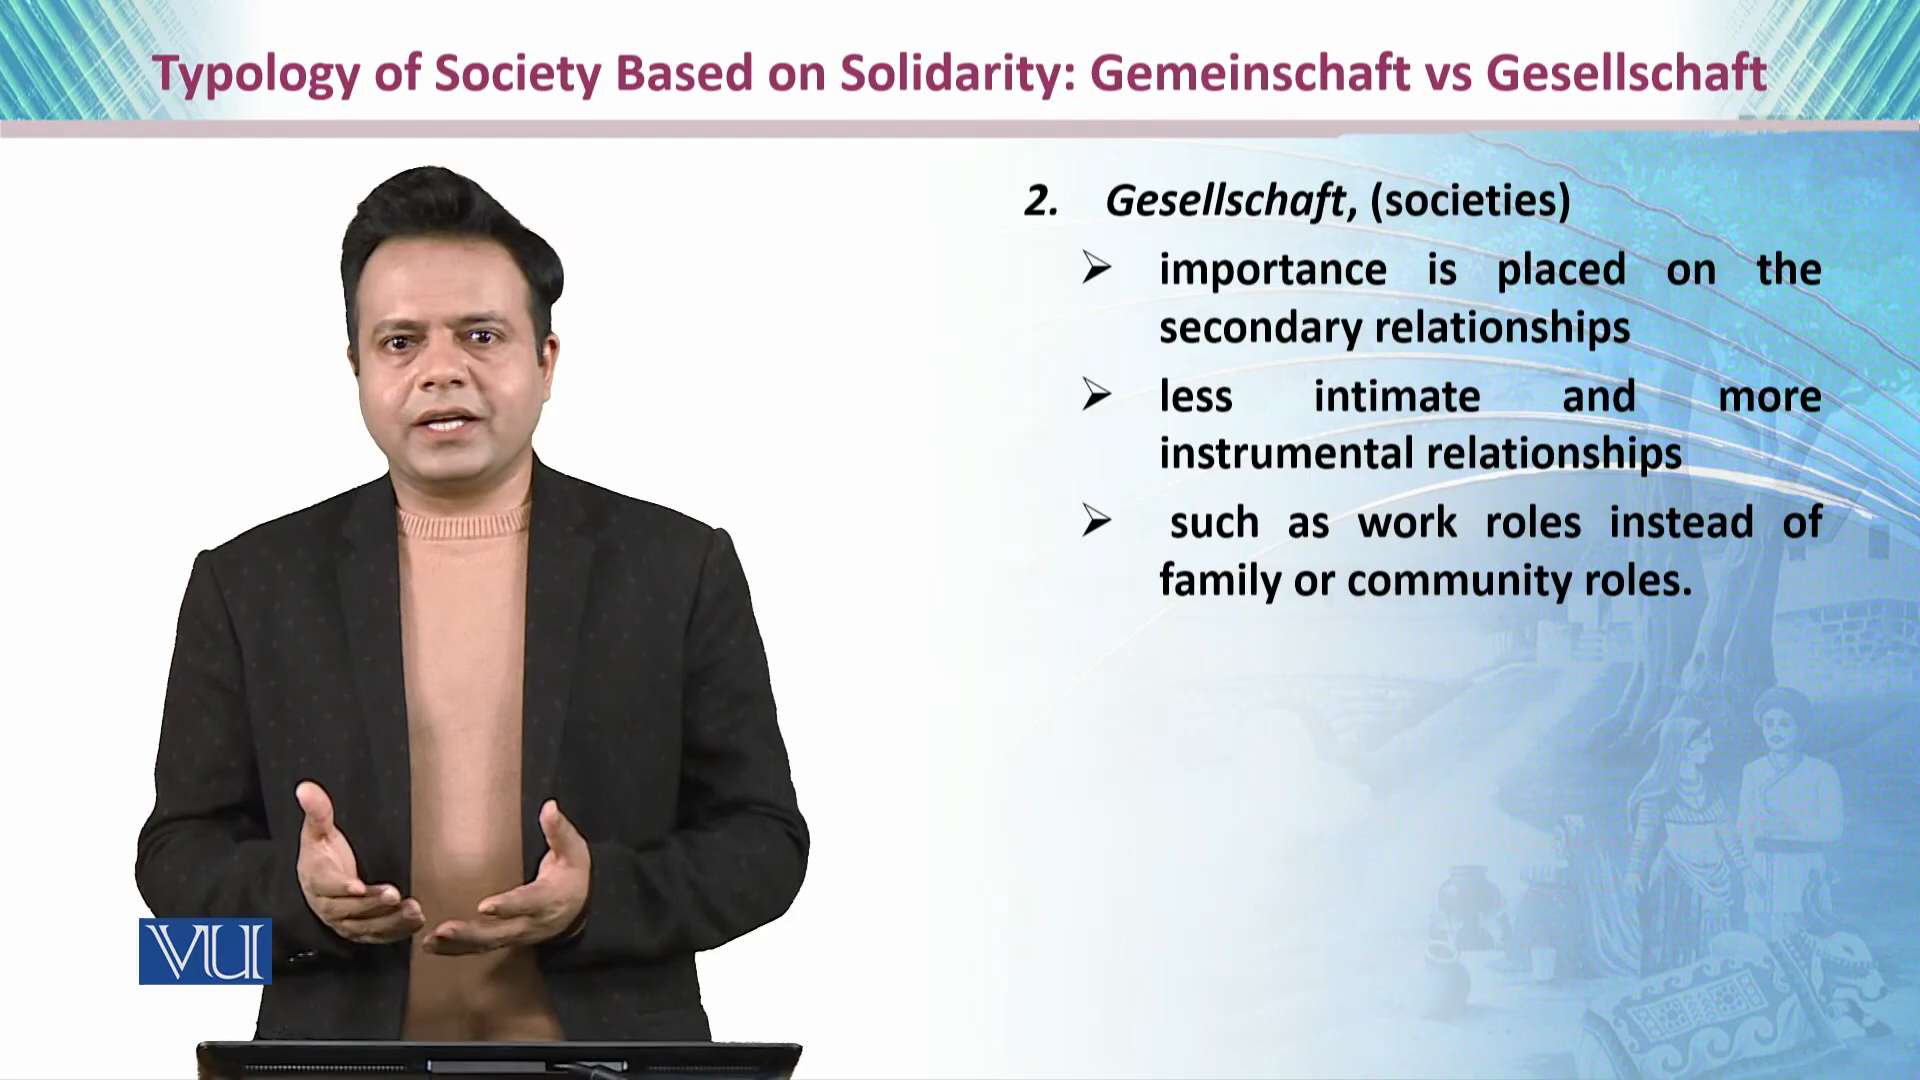 Typology of Society Based on Solidarity: Gemeinschaft vs Gesellschaft
2. Gesellschaft, (societies)
➢ importance is placed on the
secondary relationships
➢ less intimate and more
instrumental relationships
➢ such as work roles instead of
family or community roles.
VU